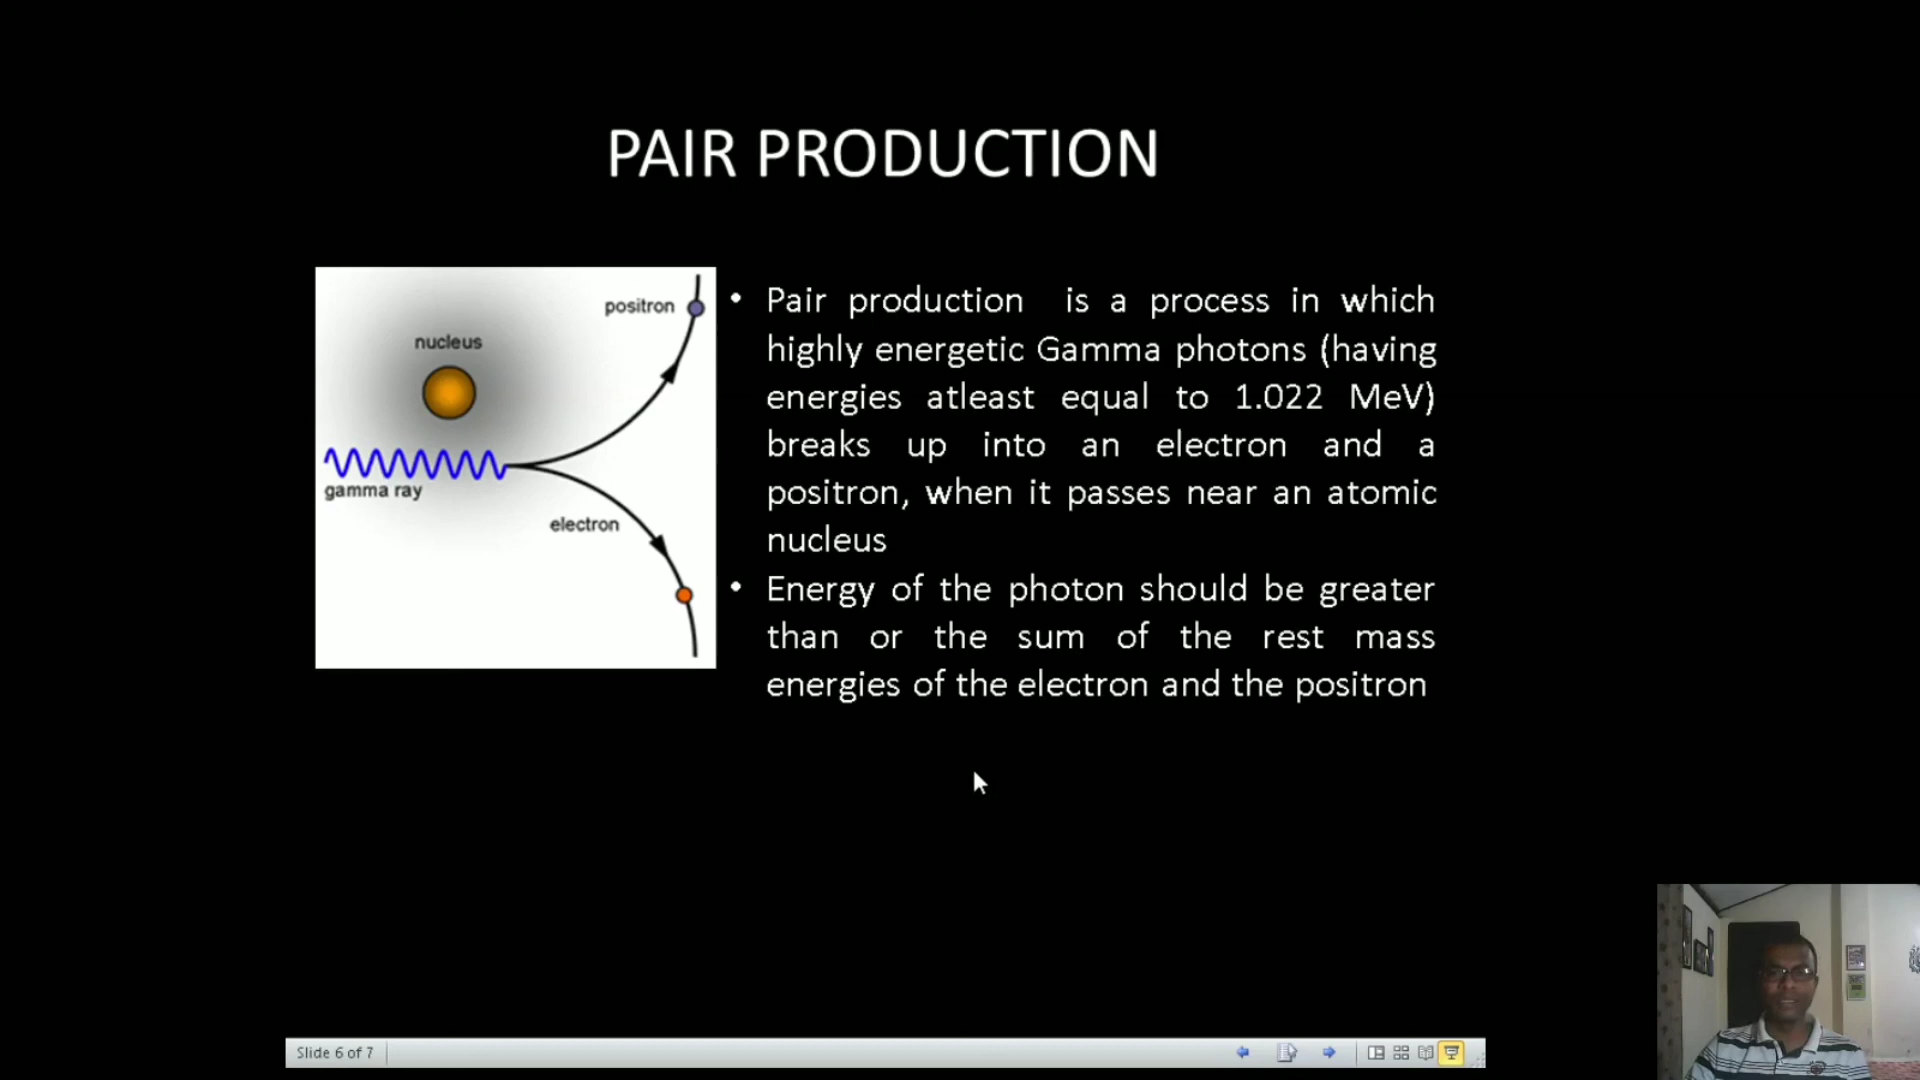 PAIR PRODUCTION
positron
nucleus
gamma ray
electron
• Pair production is a process in which
highly energetic Gamma photons (having
energies atleast equal to 1.022 MeV)
breaks up into an electron and a
positron, when it passes near an atomic
nucleus
• Energy of the photon should be greater
than or the sum of the rest mass
energies of the electron and the positron
Slide 6 of 7